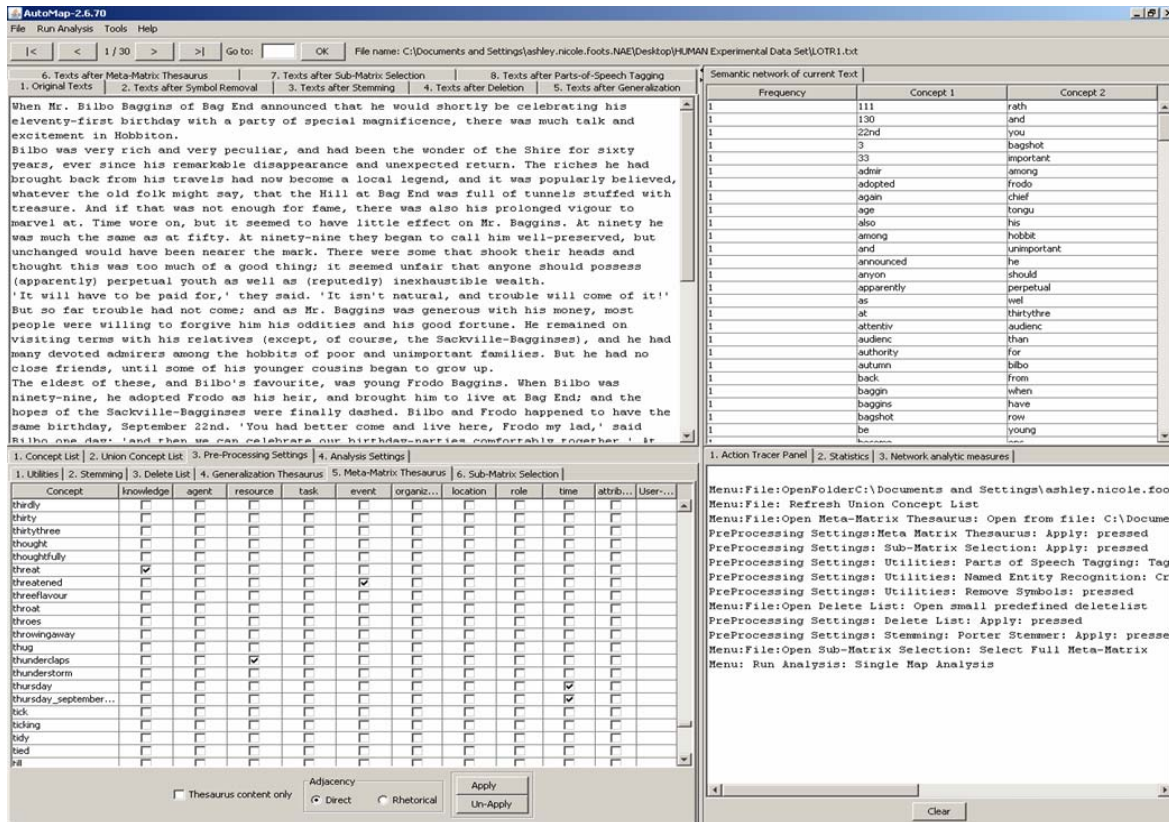 AutoMap-2.6.70
File Run Analysis Tools Help
|< < 1 / 30 > >| Go to: OK File name: C:\Documents and Settings\ashley.nicole.foots.NAE\Desktop\HUMAN Experimental Data Set\LOTR1.txt
6. Texts after Meta-Matrix Thesaurus 7. Texts after Sub-Matrix Selection 8. Texts after Parts-of-Speech Tagging
1. Original Texts 2. Texts after Symbol Removal 3. Texts after Stemming 4. Texts after Deletion 5. Texts after Generalization
When Mr. Bilbo Baggins of Bag End announced that he would shortly be celebrating his
eleventy-first birthday with a party of special magnificence, there was much talk and
excitement in Hobbiton.
Bilbo was very rich and very peculiar, and had been the wonder of the Shire for sixty
years, ever since his remarkable disappearance and unexpected return. The riches he had
brought back from his travels had now become a local legend, and it was popularly believed,
whatever the old folk might say, that the Hill at Bag End was full of tunnels stuffed with
treasure. And if that was not enough for fame, there was also his prolonged vigour to
marvel at. Time wore on, but it seemed to have little effect on Mr. Baggins. At ninety he
was much the same as at fifty. At ninety-nine they began to call him well-preserved, but
unchanged would have been nearer the mark. There were some that shook their heads and
thought this was too much of a good thing; it seemed unfair that anyone should possess
(apparently) perpetual youth as well as (reputedly) inexhaustible wealth.
'It will have to be paid for,' they said. 'It isn't natural, and trouble will come of it!'
But so far trouble had not come; and as Mr. Baggins was generous with his money, most
people were willing to forgive him his oddities and his good fortune. He remained on
visiting terms with his relatives (except, of course, the Sackville-Bagginses), and he had
many devoted admirers among the hobbits of poor and unimportant families. But he had no
close friends, until some of his younger cousins began to grow up.
The eldest of these, and Bilbo's favourite, was young Frodo Baggins. When Bilbo was
ninety-nine, he adopted Frodo as his heir, and brought him to live at Bag End; and the
hopes of the Sackville-Bagginses were finally dashed. Bilbo and Frodo happened to have the
same birthday, September 22nd. 'You had better come and live here, Frodo my lad,' said
Bilbo one day; 'and then we can celebrate our birthday-parties comfortably together.' At
Semantic network of current Text
Frequency Concept 1 Concept 2
1 111 rath
1 130 and
1 22nd you
1 3 bagshot
1 33 important
1 admir among
1 adopted frodo
1 again chief
1 age tongu
1 also his
1 among hobbit
1 and unimportant
1 announced he
1 anyon should
1 apparently perpetual
1 as wel
1 at thirtythre
1 attentiv audienc
1 audienc than
1 authority for
1 autumn bilbo
1 back from
1 baggin when
1 baggins have
1 bagshot row
1 be young
1. Concept List 2. Union Concept List 3. Pre-Processing Settings 4. Analysis Settings
1. Utilities 2. Stemming 3. Delete List 4. Generalization Thesaurus 5. Meta-Matrix Thesaurus 6. Sub-Matrix Selection
Concept knowledge agent resource task event organiz... location role time attrib... User-...
thirdly
thirty
thirtythree
thought
thoughtfully
threat
threatened
threeflavour
throat
throes
throwingaway
thug
thunderclaps
thunderstorm
thursday
thursday_september...
tick
ticking
tidy
tied
Thesaurus content only
Adjacency
Direct Rhetorical
Apply
Un-Apply
1. Action Tracer Panel 2. Statistics 3. Network analytic measures
Menu:File:OpenFolderC:\Documents and Settings\ashley.nicole.foo
Menu:File: Refresh Union Concept List
Menu:File:Open Meta-Matrix Thesaurus: Open from file: C:\Docume
PreProcessing Settings:Meta Matrix Thesaurus: Apply: pressed
PreProcessing Settings: Sub-Matrix Selection: Apply: pressed
PreProcessing Settings: Utilities: Parts of Speech Tagging: Tag
PreProcessing Settings: Utilities: Named Entity Recognition: Cr
PreProcessing Settings: Utilities: Remove Symbols: pressed
Menu:File:Open Delete List: Open small predefined deletelist
PreProcessing Settings: Delete List: Apply: pressed
PreProcessing Settings: Stemming: Porter Stemmer: Apply: presse
Menu:File:Open Sub-Matrix Selection: Select Full Meta-Matrix
Menu: Run Analysis: Single Map Analysis
Clear